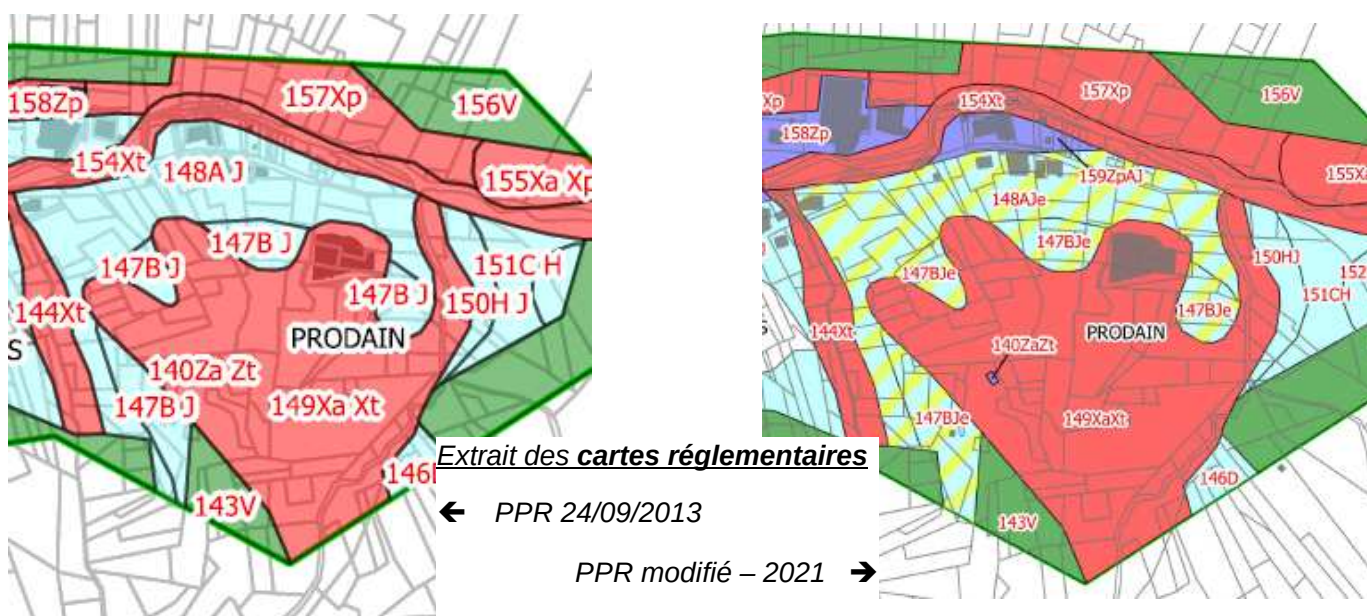 158Zp
157Xp
156V
154Xt
148A J
155Xa Xp
147B J
147B J
147B J
151C H
150H J
144Xt
S
PRODAIN
140Za Zt
147B J
149Xa Xt
143V
Xp
154Xt
157Xp
156V
158Zp
159ZpAJ
148AJe
147BJe
147BJe
147BJe
150HJ
151CH
144Xt
PRODAIN
140ZaZt
147BJe
149XaXt
146D
143V
Extrait des cartes réglementaires
← PPR 24/09/2013
PPR modifié – 2021 →